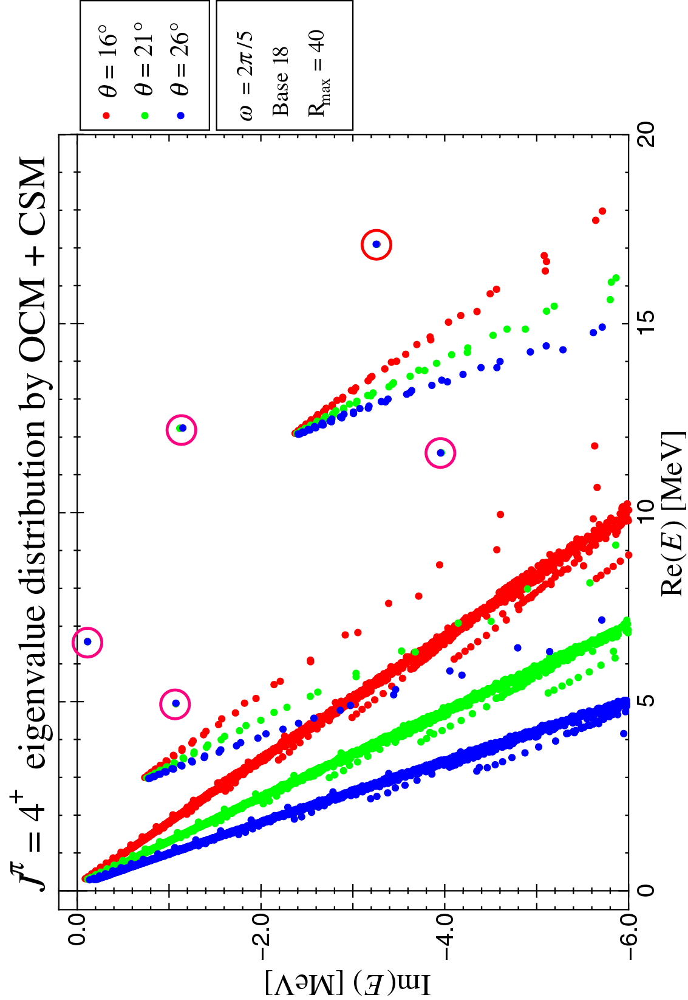 J^π = 4^+ eigenvalue distribution by OCM + CSM
θ = 16°
θ = 21°
θ = 26°
ω = 2π/5
Base 18
R_max = 40
Im(E) [MeV]
0.0
−2.0
−4.0
−6.0
0
5
10
15
20
Re(E) [MeV]